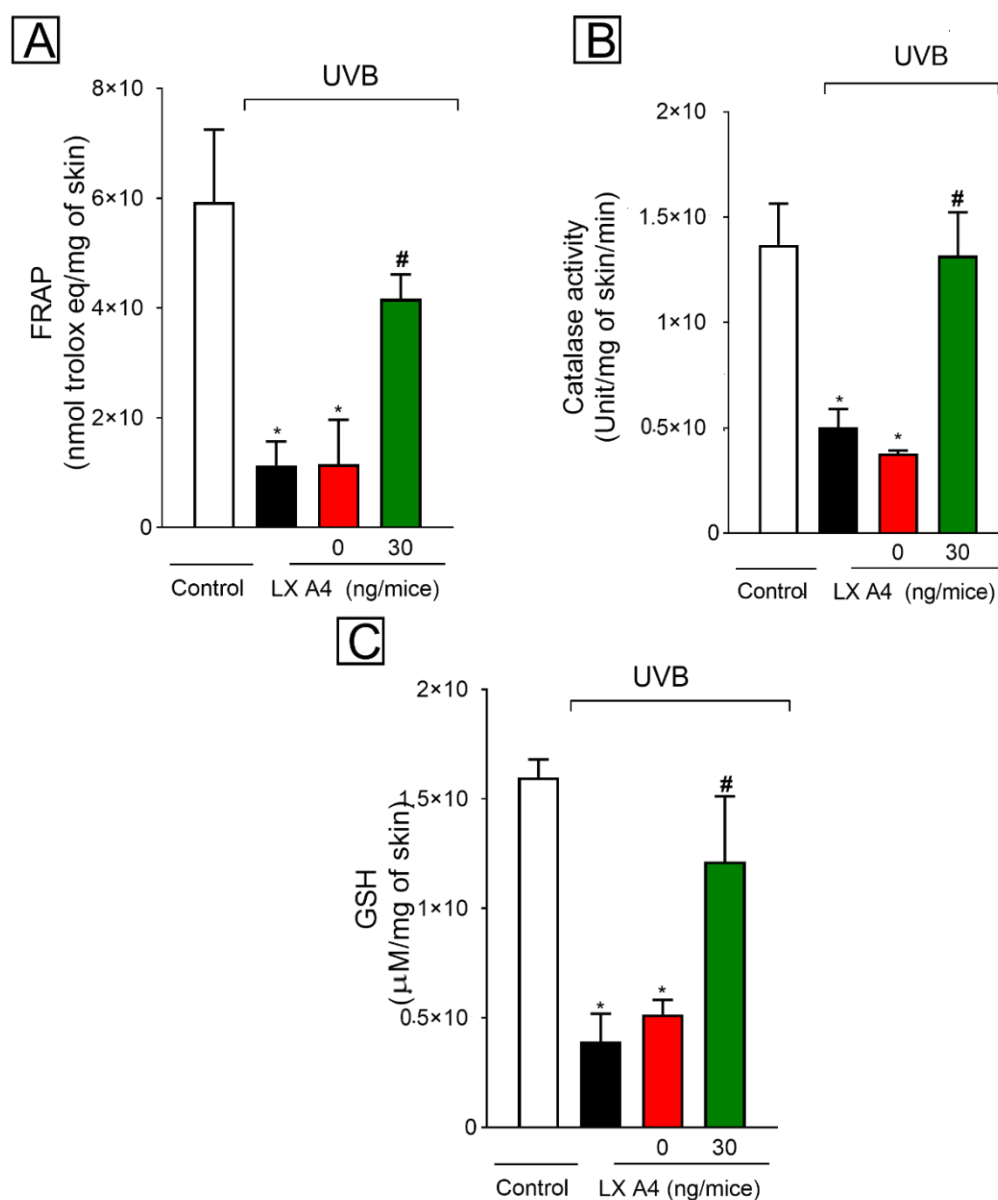 A
UVB
8×10
6×10
4×10
2×10
0
FRAP
(nmol trolox eq/mg of skin)
*
*
#
0 30
Control LX A4 (ng/mice)
B
UVB
2×10
1.5×10
1×10
0.5×10
0
Catalase activity
(Unit/mg of skin/min)
*
*
#
0 30
Control LX A4 (ng/mice)
C
UVB
2×10
1.5×10
1×10
0.5×10
0
GSH
(μM/mg of skin)
*
*
#
0 30
Control LX A4 (ng/mice)